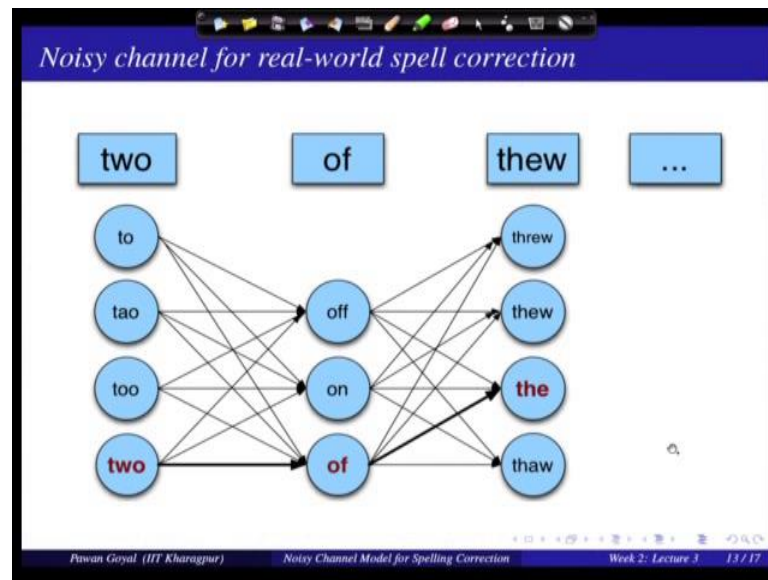 Noisy channel for real-world spell correction
two of thew ...
to threw
tao off thew
too on the
two of thaw
Pawan Goyal (IIT Kharagpur) Noisy Channel Model for Spelling Correction Week 2: Lecture 3 13 / 17